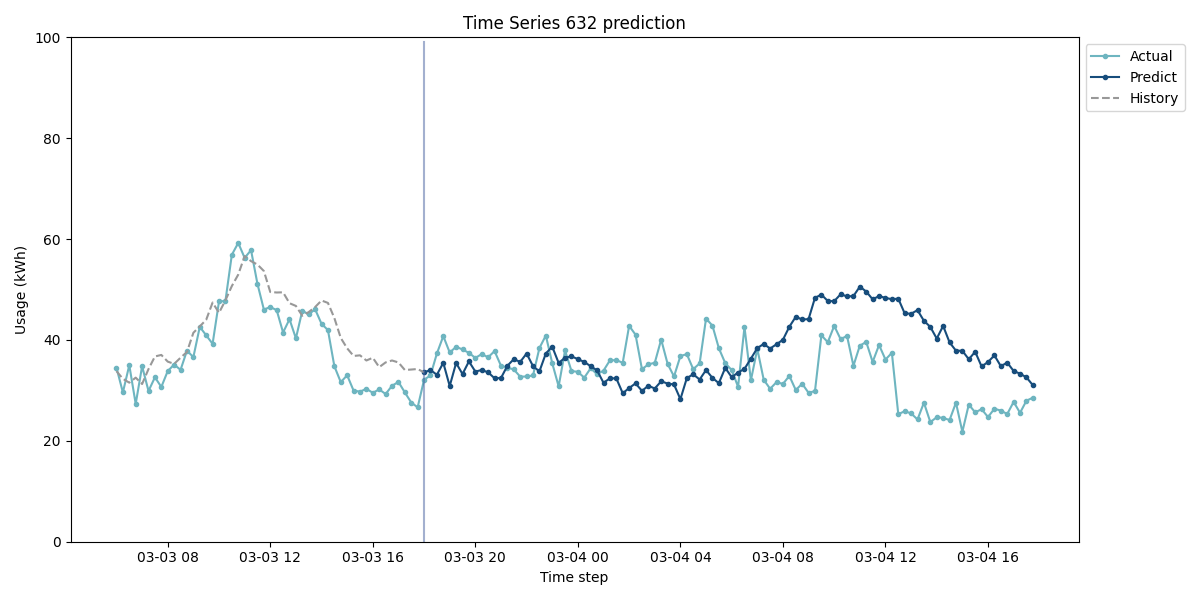 Time Series 632 prediction
100
80
60
40
20
0
Usage (kWh)
03-03 08
03-03 12
03-03 16
03-03 20
03-04 00
03-04 04
03-04 08
03-04 12
03-04 16
Time step
Actual
Predict
History